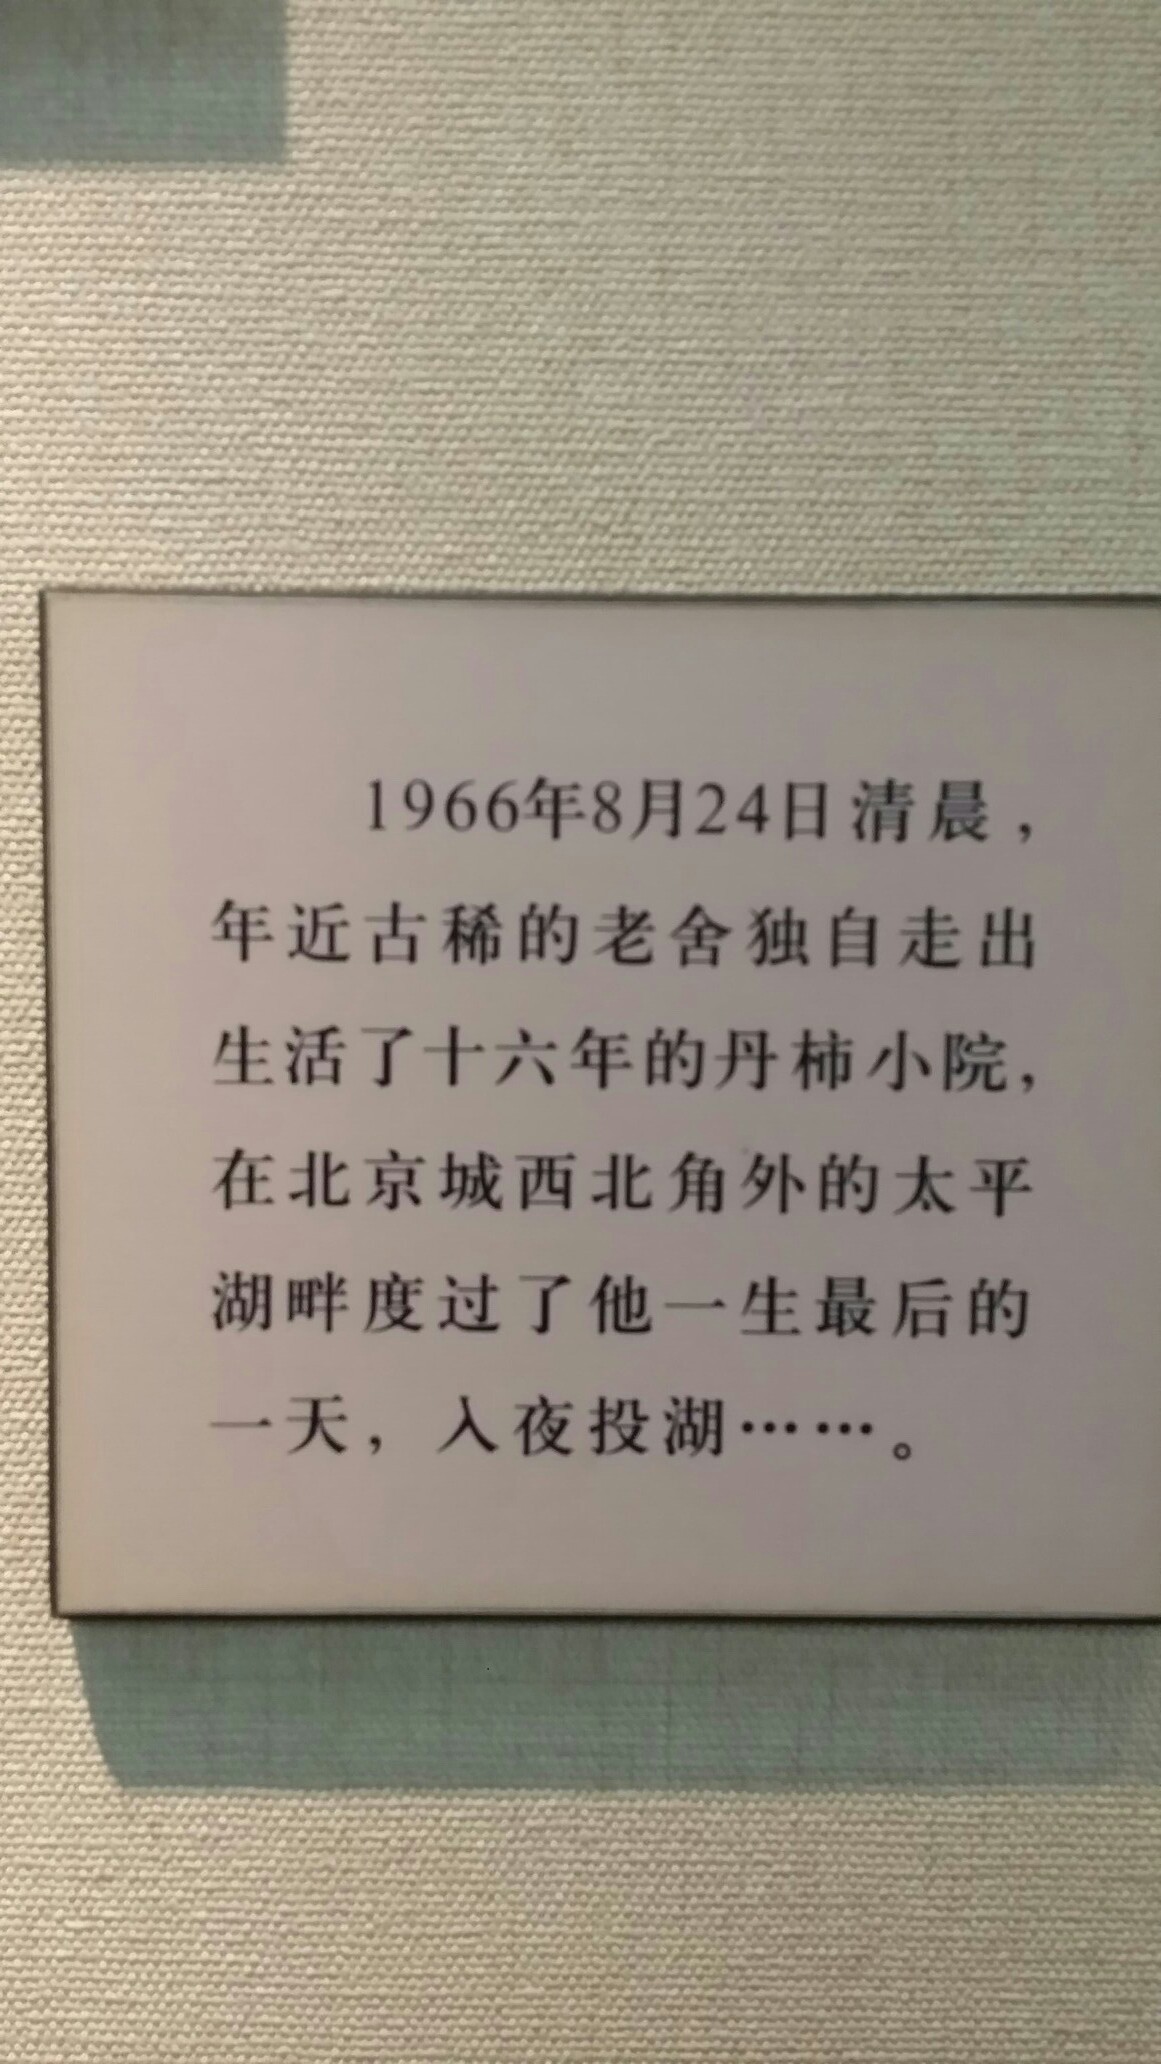 1966年8月24日清晨，
年近古稀的老舍独自走出
生活了十六年的丹柿小院，
在北京城西北角外的太平
湖畔度过了他一生最后的
一天，入夜投湖……。